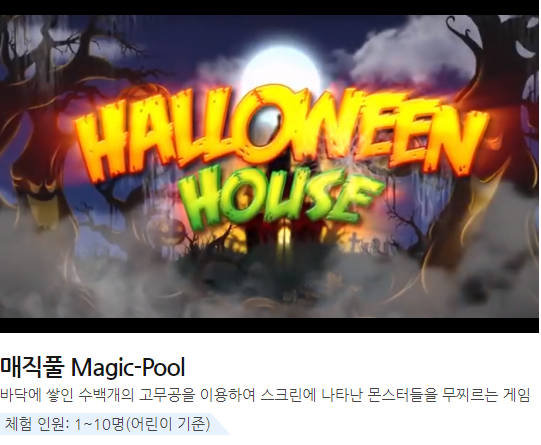 HALLOWEEN
HOUSE
매직풀 Magic-Pool
바닥에 쌓인 수백개의 고무공을 이용하여 스크린에 나타난 몬스터들을 무찌르는 게임
체험 인원: 1~10명(어린이 기준)